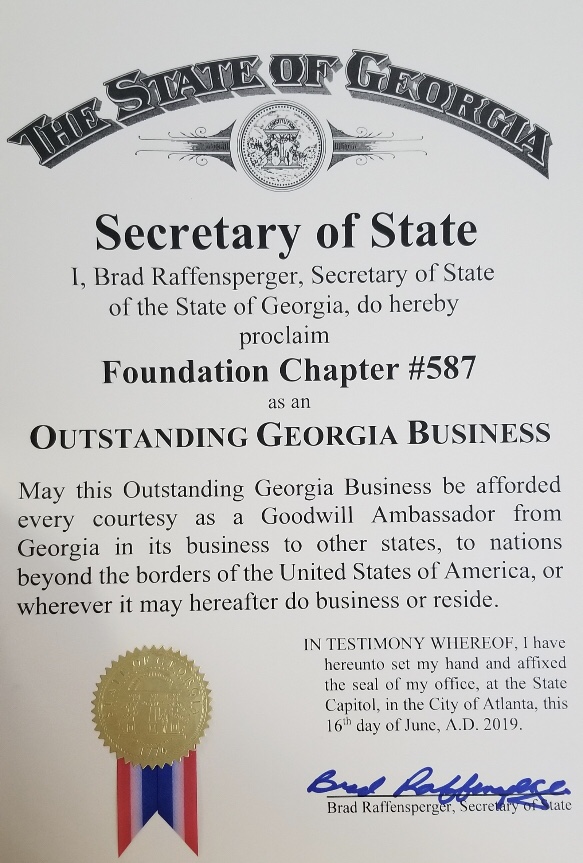 THE STATE OF GEORGIA
Secretary of State
I, Brad Raffensperger, Secretary of State
of the State of Georgia, do hereby
proclaim
Foundation Chapter #587
as an
OUTSTANDING GEORGIA BUSINESS
May this Outstanding Georgia Business be afforded
every courtesy as a Goodwill Ambassador from
Georgia in its business to other states, to nations
beyond the borders of the United States of America, or
wherever it may hereafter do business or reside.
IN TESTIMONY WHEREOF, I have
hereunto set my hand and affixed
the seal of my office, at the State
Capitol, in the City of Atlanta, this
16th day of June, A.D. 2019.
Brad Raffensperger
Brad Raffensperger, Secretary of State